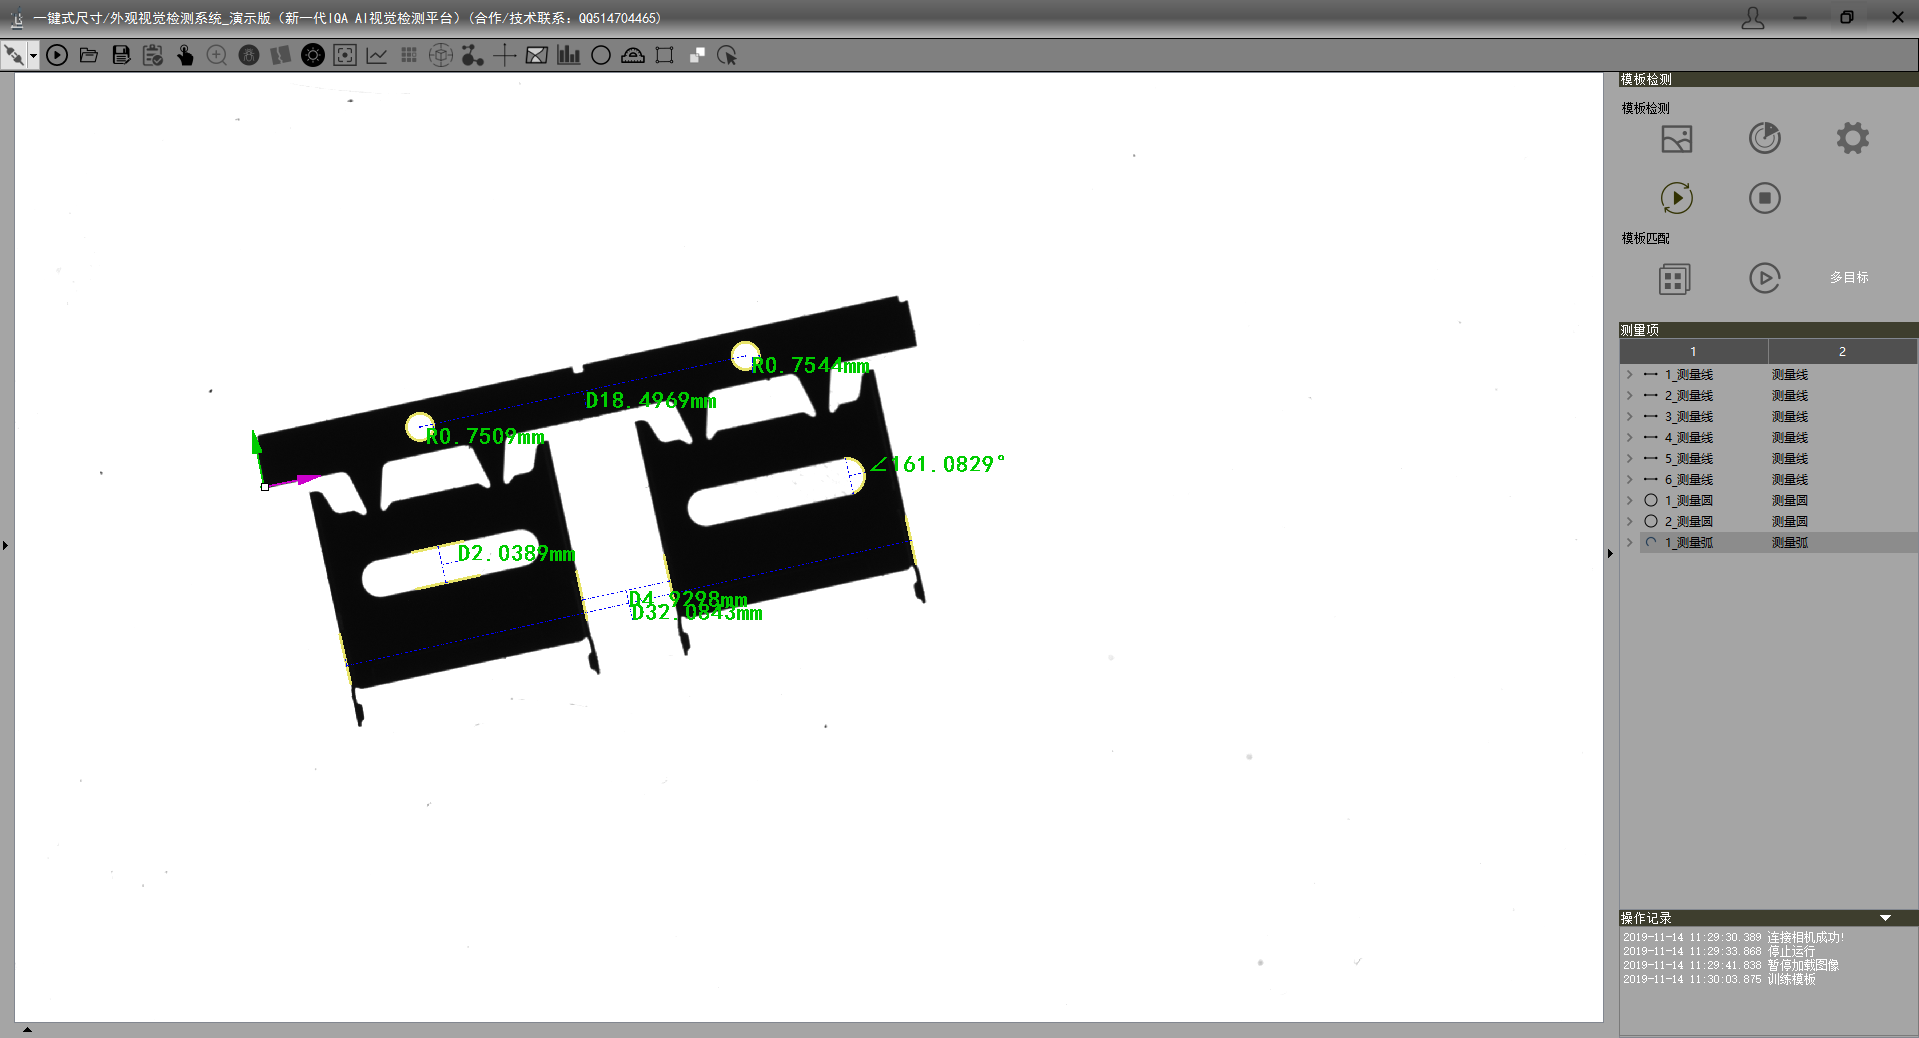 一键式尺寸/外观视觉检测系统_演示版（新一代IQA AI视觉检测平台）(合作/技术联系：QQ514704465)
模板检测
模板检测
模板匹配
多目标
测量项
1 2
1_测量线 测量线
2_测量线 测量线
3_测量线 测量线
4_测量线 测量线
5_测量线 测量线
6_测量线 测量线
1_测量圆 测量圆
2_测量圆 测量圆
1_测量弧 测量弧
R0.7544mm
D18.4969mm
R0.7509mm
∠161.0829°
D2.0389mm
D4.9298mm
D32.0843mm
操作记录
2019-11-14 11:29:30.389 连接相机成功!
2019-11-14 11:29:33.868 停止运行
2019-11-14 11:29:41.838 暂停加载图像
2019-11-14 11:30:03.875 训练模板